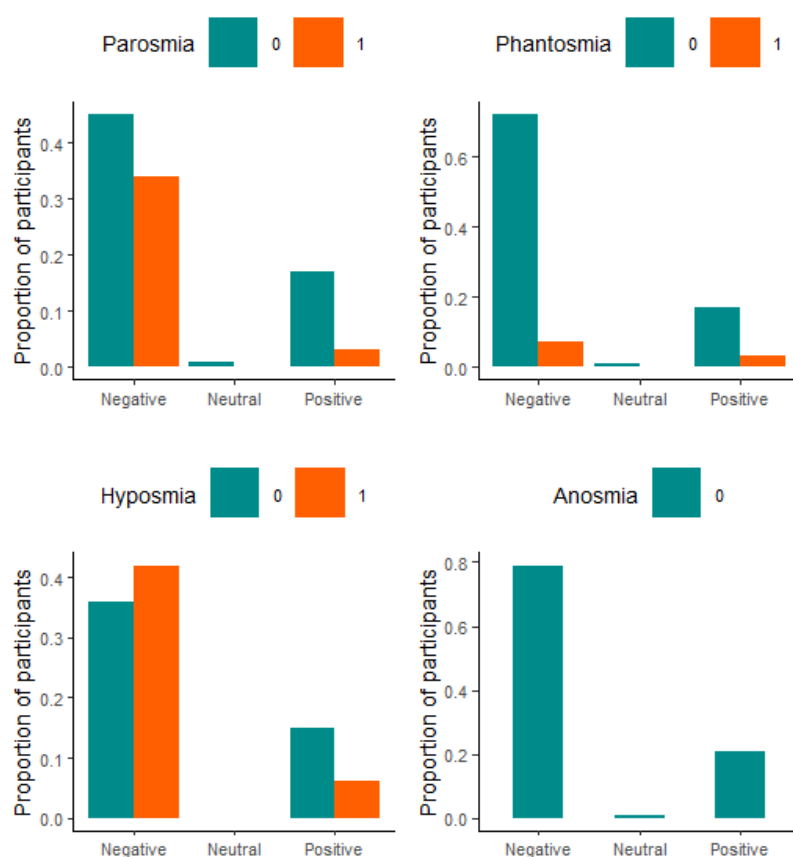 Parosmia 0 1
Proportion of participants
0.4
0.3
0.2
0.1
0.0
Negative Neutral Positive
Phantosmia 0 1
Proportion of participants
0.6
0.4
0.2
0.0
Negative Neutral Positive
Hyposmia 0 1
Proportion of participants
0.4
0.3
0.2
0.1
0.0
Negative Neutral Positive
Anosmia 0
Proportion of participants
0.8
0.6
0.4
0.2
0.0
Negative Neutral Positive